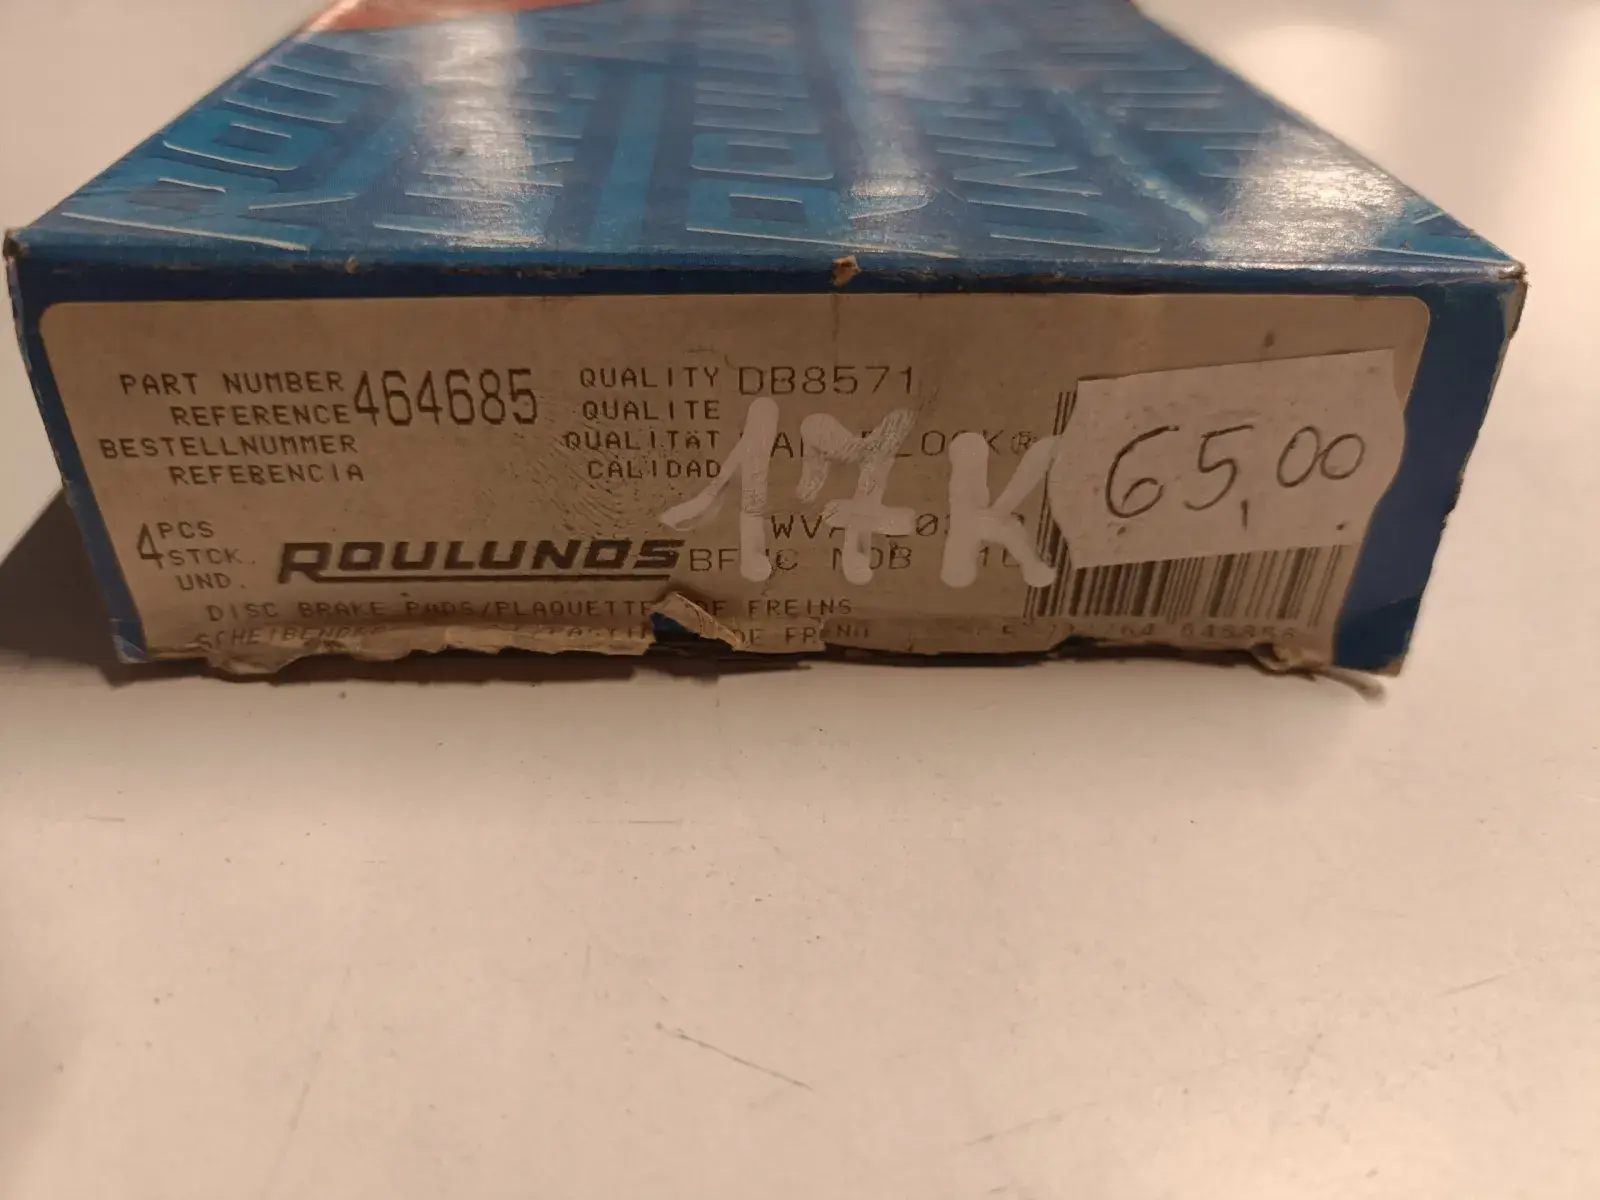 PART NUMBER 464685 QUALITY DB8571
REFERENCE QUALITE
BESTELLNUMMER QUALITÄT
REFERENCIA CALIDAD
17K
65,00
4 PCS
STCK.
UND.
ROULUNDS
DISC BRAKE PADS/PLAQUETTE DE FREINS